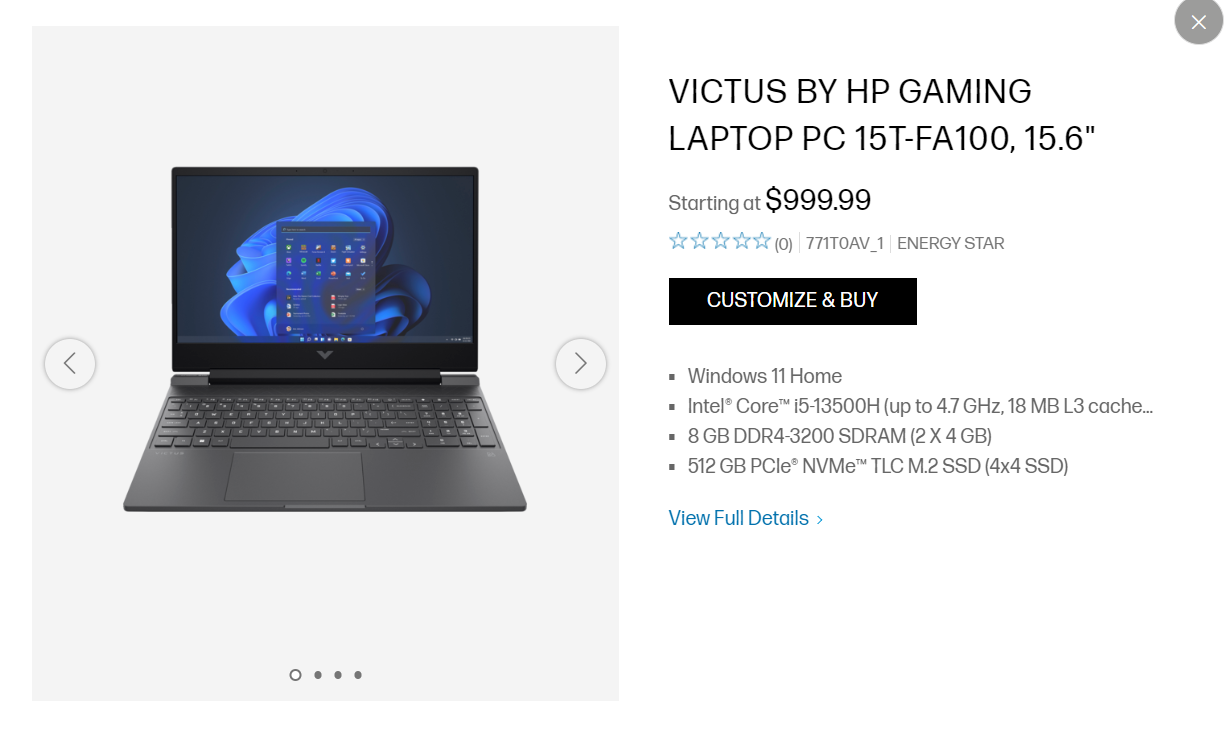 VICTUS BY HP GAMING
LAPTOP PC 15T-FA100, 15.6"
Starting at $999.99
(0) 771T0AV_1 ENERGY STAR
CUSTOMIZE & BUY
Windows 11 Home
Intel® Core™ i5-13500H (up to 4.7 GHz, 18 MB L3 cache...
8 GB DDR4-3200 SDRAM (2 X 4 GB)
512 GB PCIe® NVMe™ TLC M.2 SSD (4x4 SSD)
View Full Details